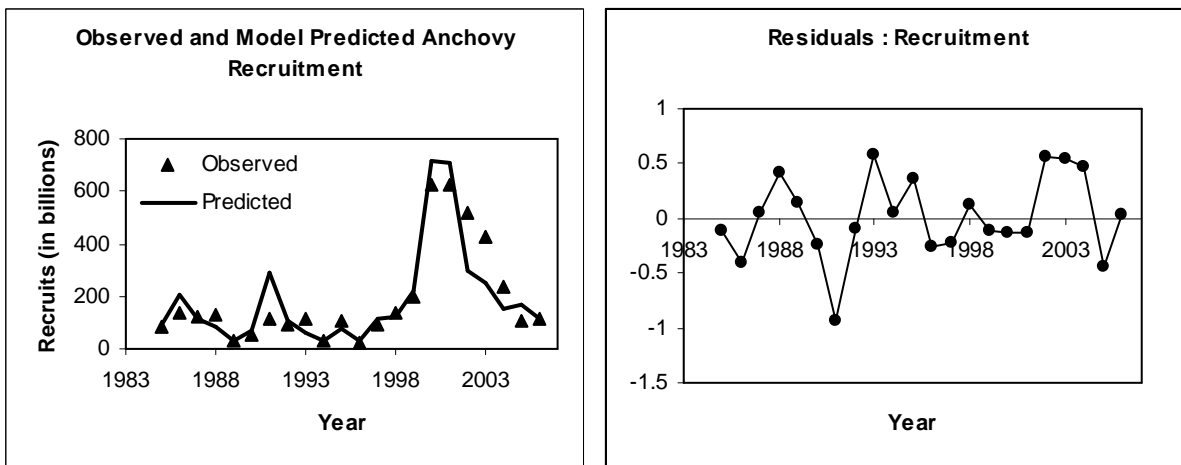 Observed and Model Predicted Anchovy
Recruitment
Recruits (in billions)
800
600
400
200
0
Observed
Predicted
1983 1988 1993 1998 2003
Year
Residuals : Recruitment
1
0.5
0
-0.5
-1
-1.5
1983 1988 1993 1998 2003
Year